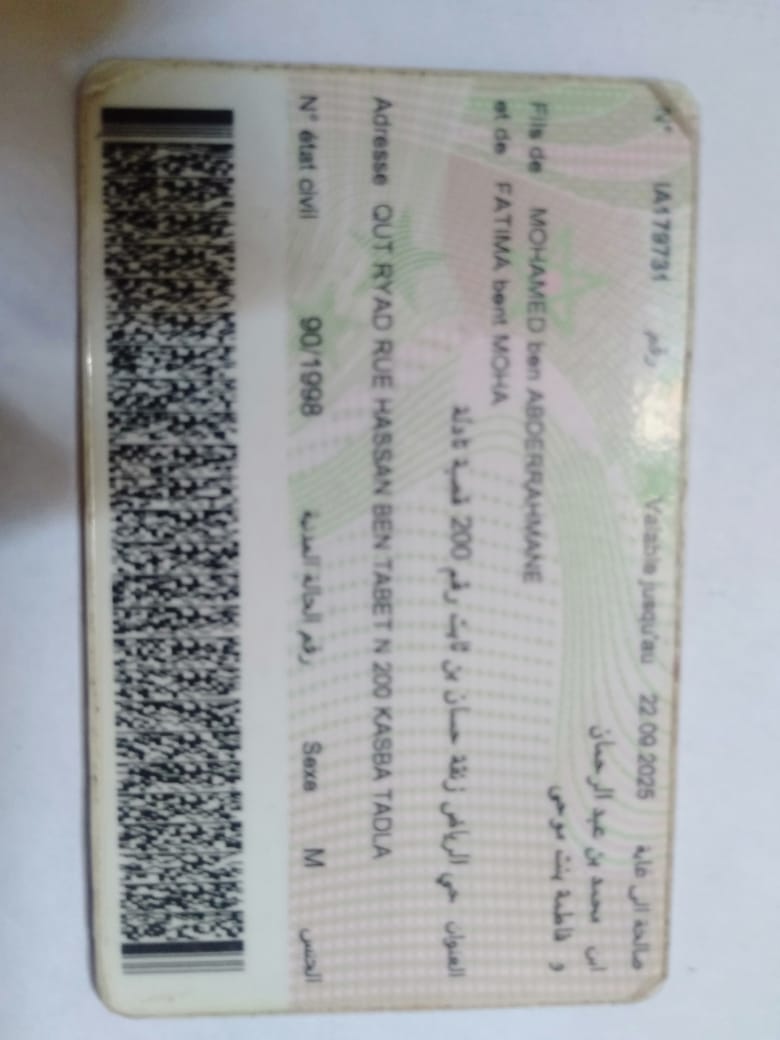 N° IA179731 رقم Valable jusqu'au 22.09.2025 صالحة الى غاية
Fils de MOHAMED ben ABDERRAHMANE ابن محمد بن عبد الرحمان
et de FATIMA bent MOHA و فاطمة بنت موحى
العنوان حي الرياض زنقة حسان بن ثابت رقم 200 قصبة تادلة
Adresse QUT RYAD RUE HASSAN BEN TABET N 200 KASBA TADLA
N° état civil 90/1998 رقم الحالة المدنية Sexe M الجنس